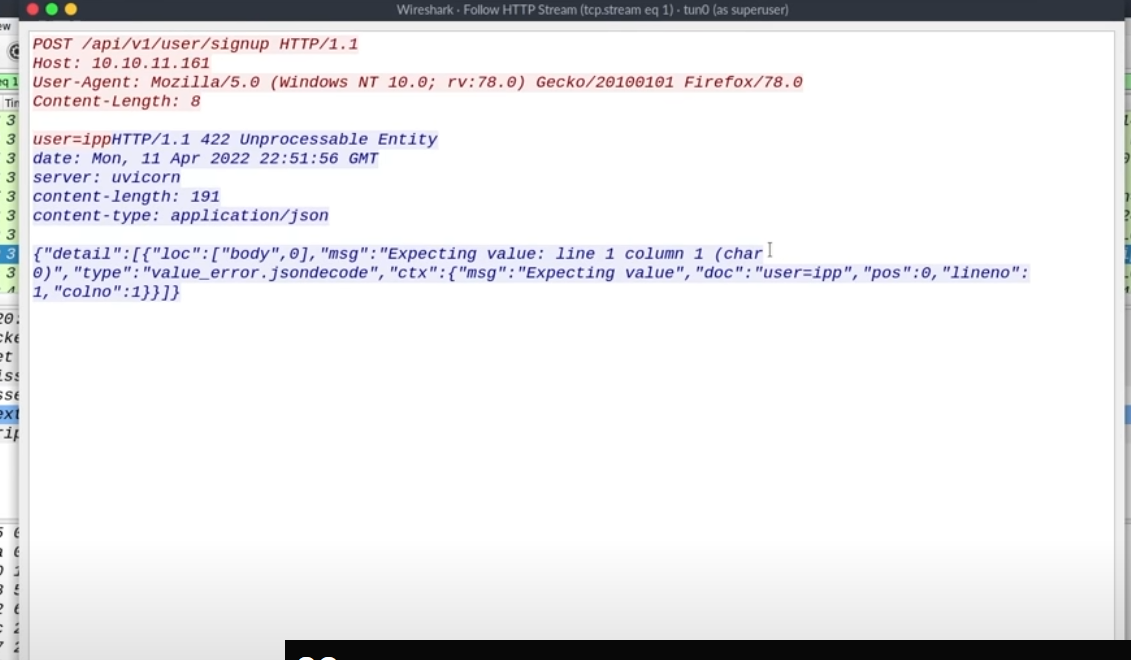 Wireshark · Follow HTTP Stream (tcp.stream eq 1) · tun0 (as superuser)
POST /api/v1/user/signup HTTP/1.1
Host: 10.10.11.161
User-Agent: Mozilla/5.0 (Windows NT 10.0; rv:78.0) Gecko/20100101 Firefox/78.0
Content-Length: 8
user=ippHTTP/1.1 422 Unprocessable Entity
date: Mon, 11 Apr 2022 22:51:56 GMT
server: uvicorn
content-length: 191
content-type: application/json
{"detail":[{"loc":["body",0],"msg":"Expecting value: line 1 column 1 (char
0)","type":"value_error.jsondecode","ctx":{"msg":"Expecting value","doc":"user=ipp","pos":0,"lineno":
1,"colno":1}}]}